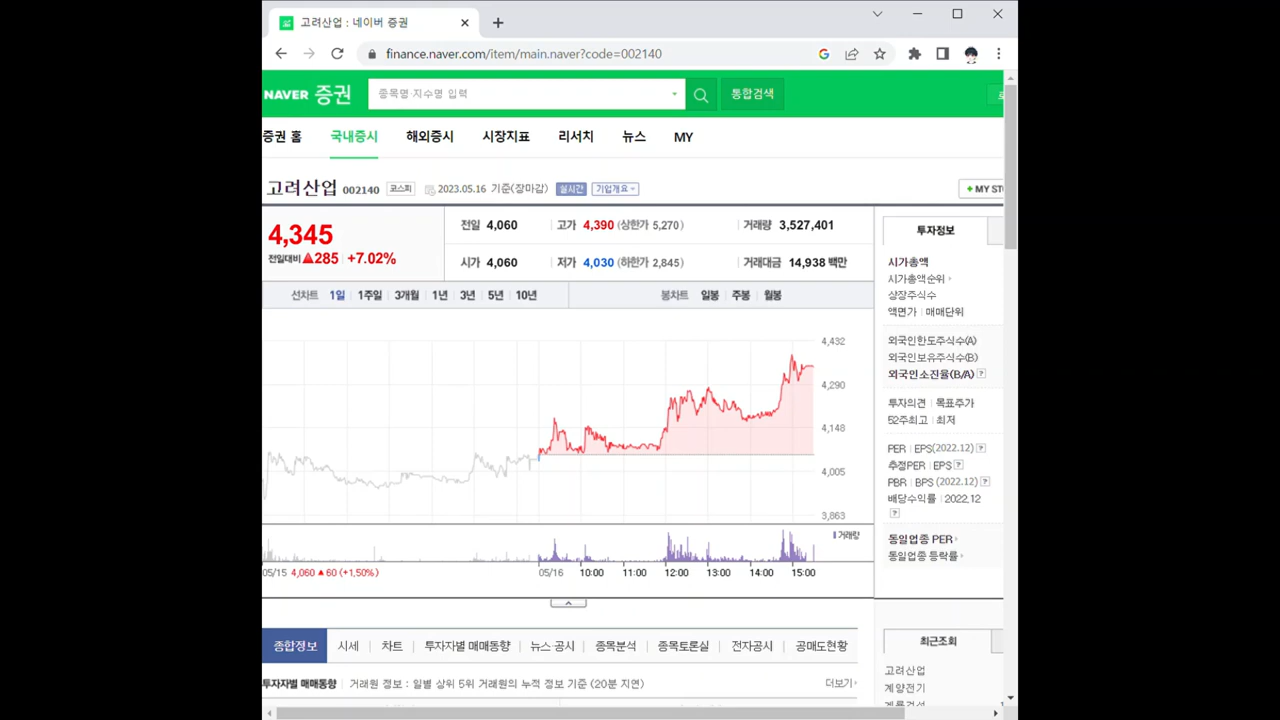 고려산업 : 네이버 증권
finance.naver.com/item/main.naver?code=002140
NAVER 증권 종목명·지수명 입력 통합검색
증권 홈 국내증시 해외증시 시장지표 리서치 뉴스 MY
고려산업 002140 코스피 2023.05.16 기준(장마감) 실시간 기업개요
+ MY ST
4,345
전일대비 ▲285 +7.02%
전일 4,060 고가 4,390 (상한가 5,270) 거래량 3,527,401
시가 4,060 저가 4,030 (하한가 2,845) 거래대금 14,938 백만
선차트 1일 1주일 3개월 1년 3년 5년 10년 봉차트 일봉 주봉 월봉
4,432
4,290
4,148
4,005
3,863
거래량
05/15 4,060 ▲60 (+1,50%) 05/16 10:00 11:00 12:00 13:00 14:00 15:00
투자정보
시가총액
시가총액순위
상장주식수
액면가 | 매매단위
외국인한도주식수(A)
외국인보유주식수(B)
외국인소진율(B/A) ?
투자의견 | 목표주가
52주최고 | 최저
PER | EPS(2022.12) ?
추정PER | EPS ?
PBR | BPS (2022.12) ?
배당수익률 | 2022.12
?
동일업종 PER
동일업종 등락률
종합정보 시세 차트 투자자별 매매동향 뉴스 공시 종목분석 종목토론실 전자공시 공매도현황
투자자별 매매동향 거래원 정보 : 일별 상위 5위 거래원의 누적 정보 기준 (20분 지연) 더보기
최근조회
고려산업
계양전기